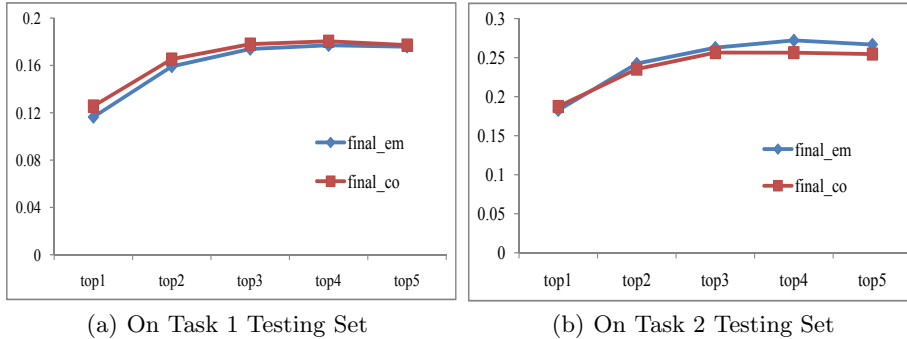 0.2
0.16
0.12
0.08
0.04
0
top1 top2 top3 top4 top5
final_em
final_co
(a) On Task 1 Testing Set
0.3
0.25
0.2
0.15
0.1
0.05
0
top1 top2 top3 top4 top5
final_em
final_co
(b) On Task 2 Testing Set